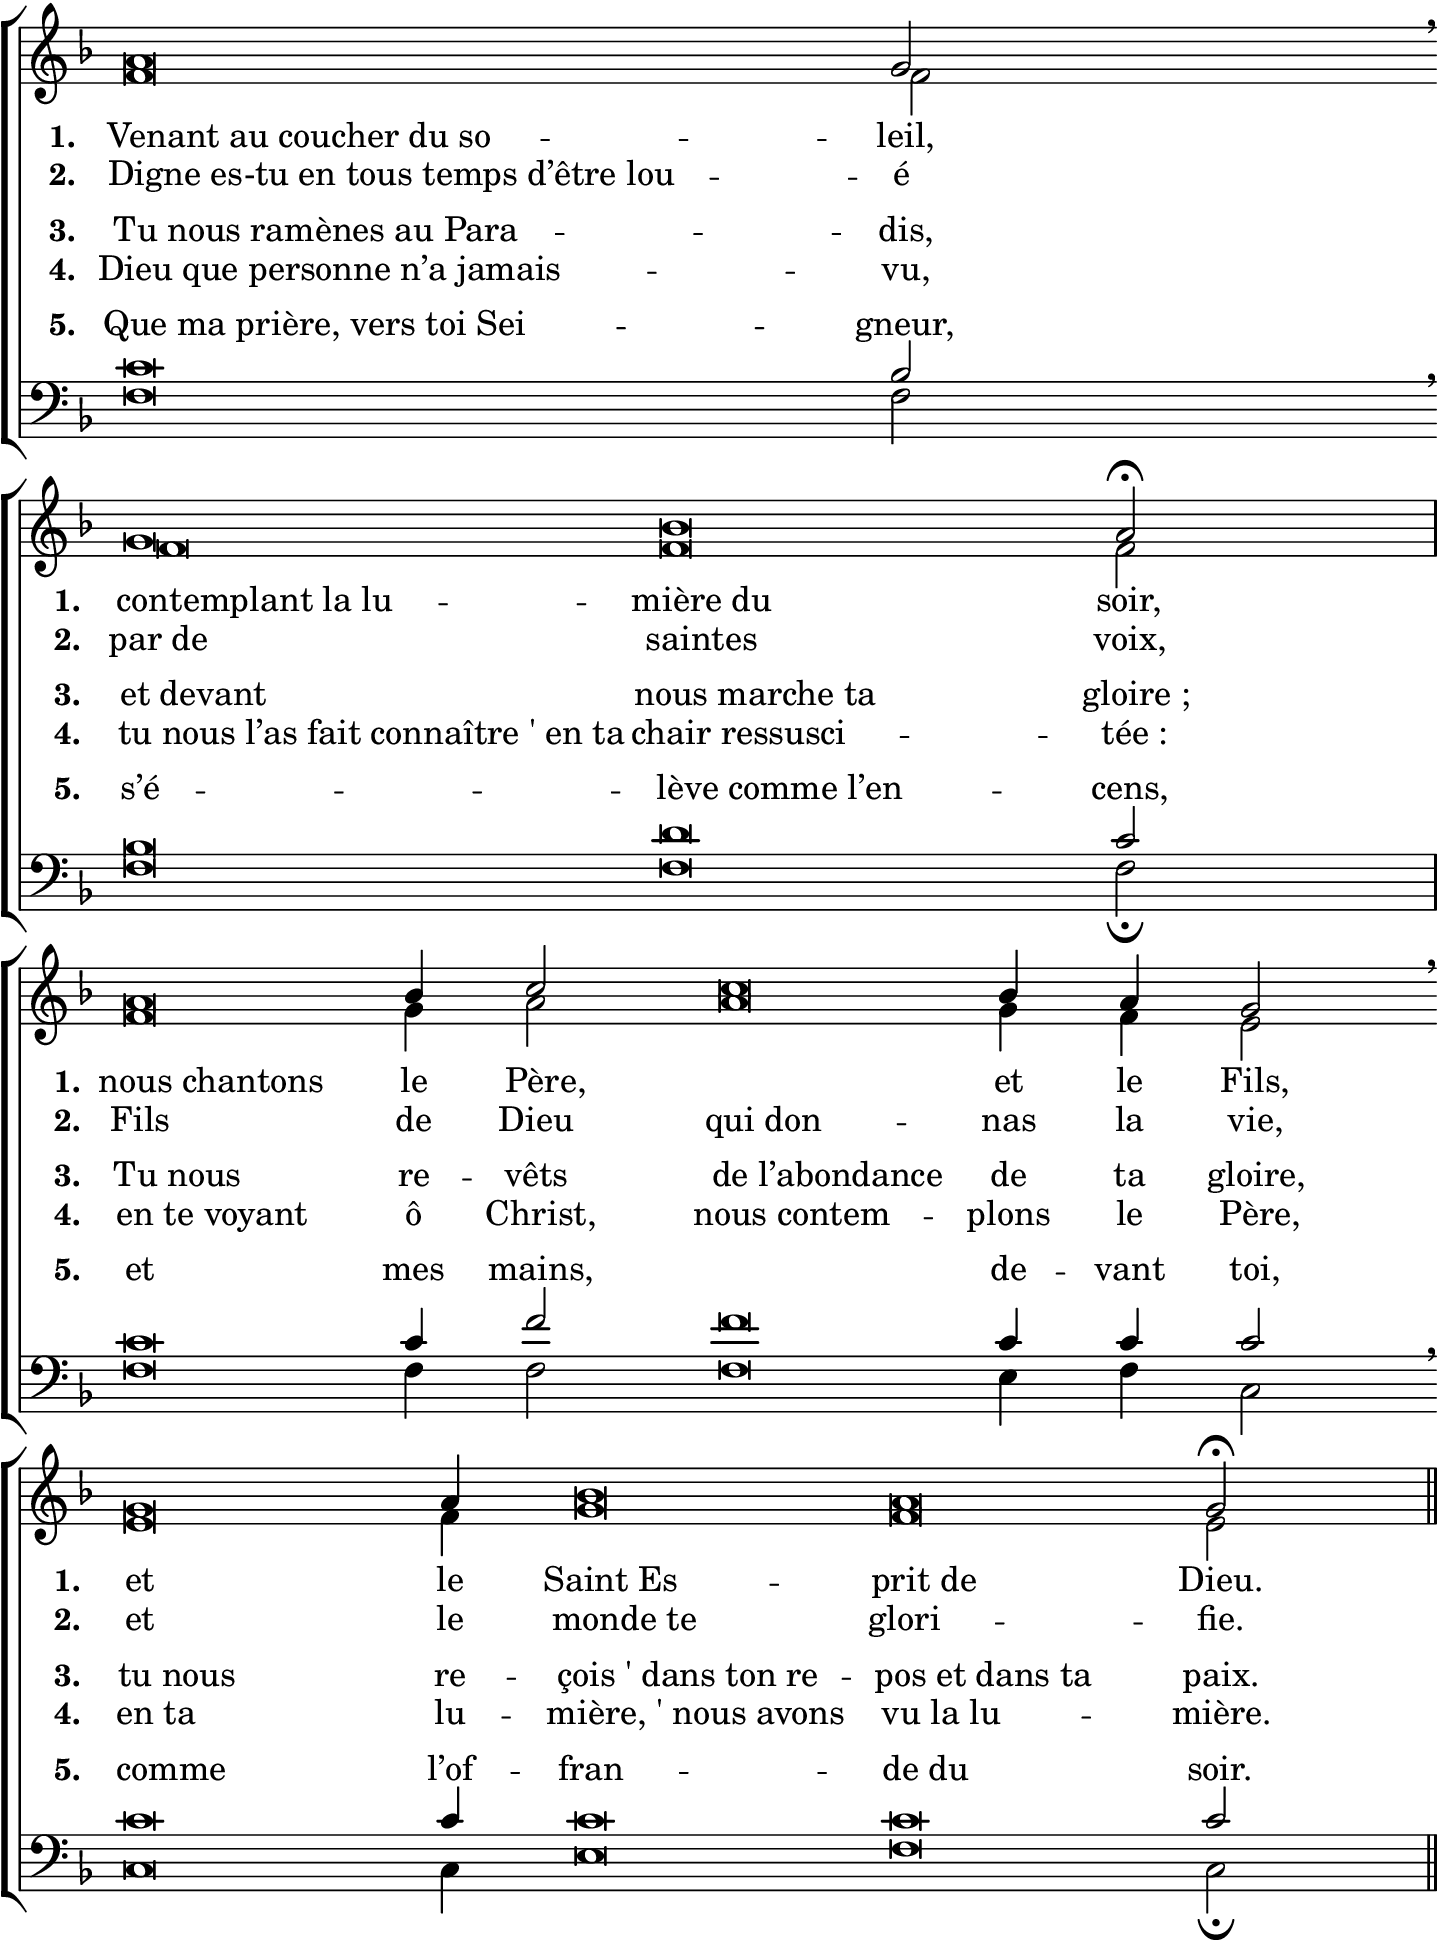 1. Venant au coucher du so - - - leil,
2. Digne es-tu en tous temps d’être lou - - é
3. Tu nous ramènes au Para - - - dis,
4. Dieu que personne n’a jamais - - vu,
5. Que ma prière, vers toi Sei - - gneur,
1. contemplant la lu - - mière du soir,
2. par de saintes voix,
3. et devant nous marche ta gloire ;
4. tu nous l’as fait connaître ' en ta chair ressusci - - tée :
5. s’é - - - - lève comme l’en - cens,
1. nous chantons le Père, et le Fils,
2. Fils de Dieu qui don - nas la vie,
3. Tu nous re - vêts de l’abondance de ta gloire,
4. en te voyant ô Christ, nous contem - plons le Père,
5. et mes mains, de - vant toi,
1. et le Saint Es - prit de Dieu.
2. et le monde te glori - - fie.
3. tu nous re - çois ' dans ton re - pos et dans ta paix.
4. en ta lu - mière, ' nous avons vu la lu - mière.
5. comme l’of - fran - - de du soir.